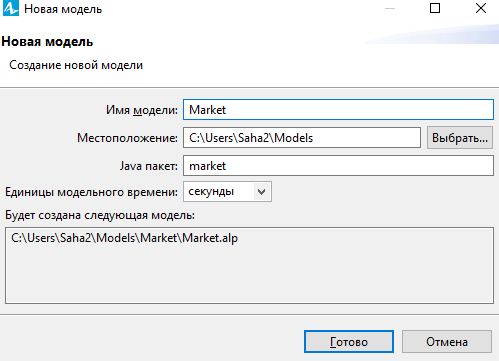 Новая модель
Новая модель
Создание новой модели
Имя модели: Market
Местоположение: C:\Users\Saha2\Models Выбрать...
Java пакет: market
Единицы модельного времени: секунды
Будет создана следующая модель:
C:\Users\Saha2\Models\Market\Market.alp
Готово Отмена